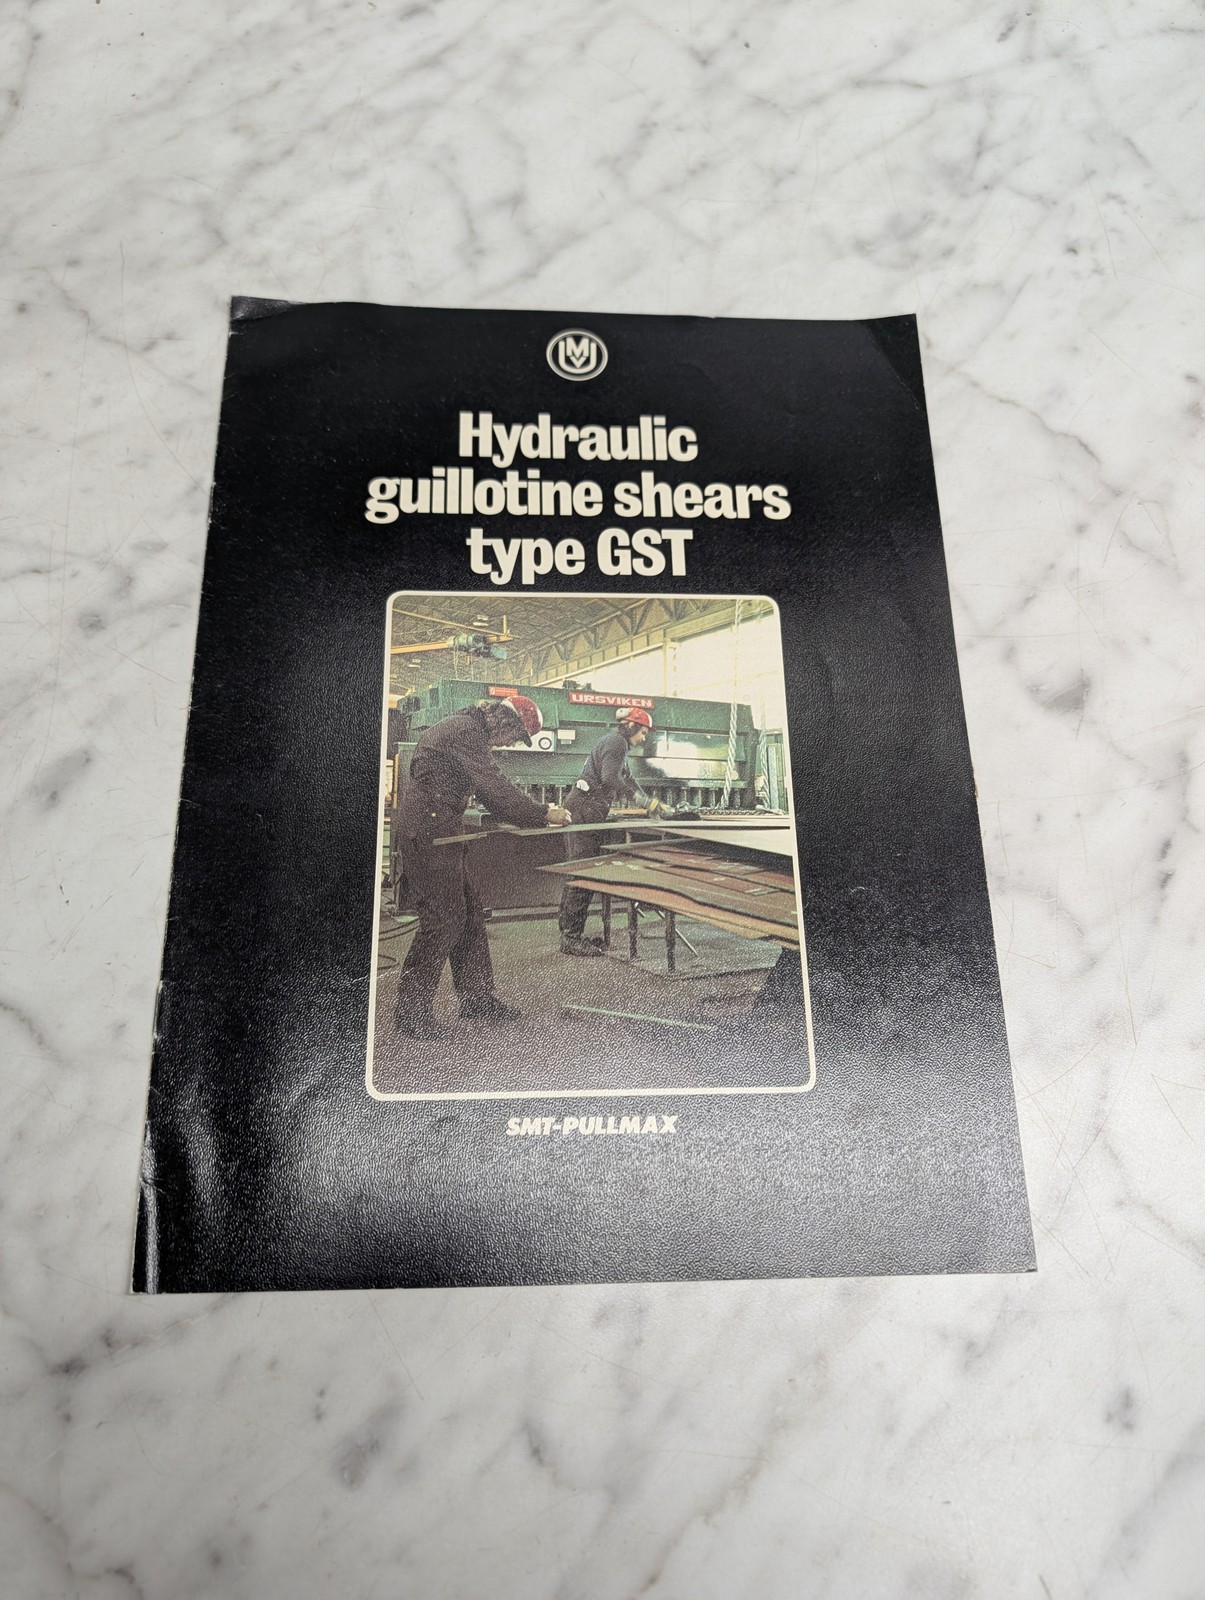 Hydraulic
guillotine shears
type GST
URSVIKEN
SMT-PULLMAX